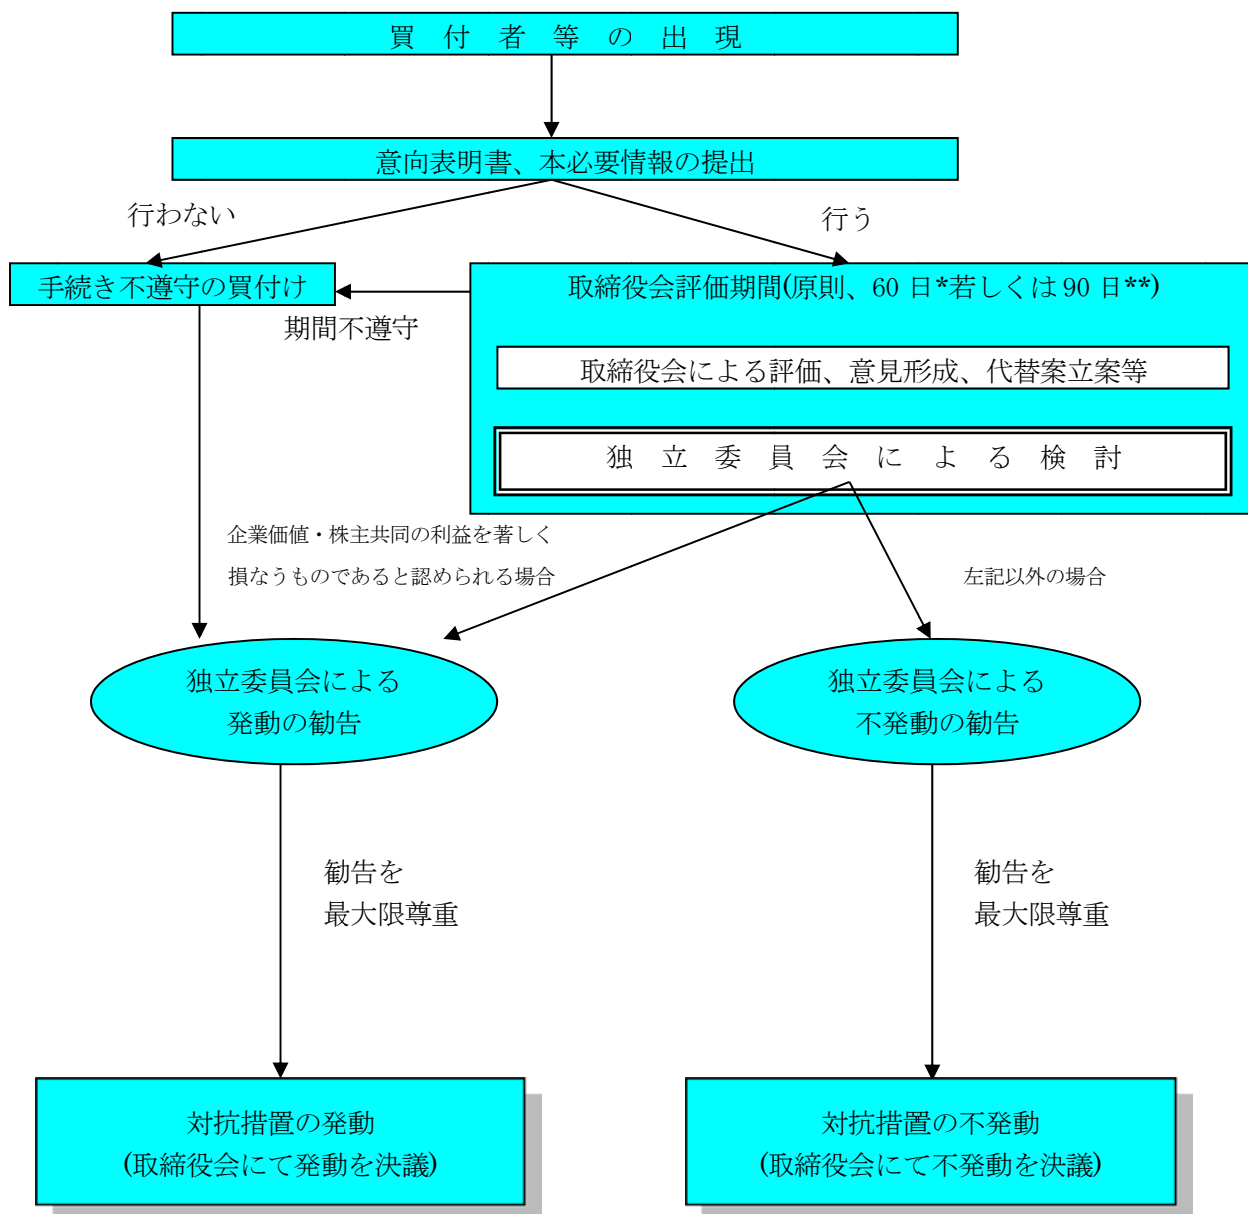 買付者等の出現
意向表明書、本必要情報の提出
行わない
行う
手続き不遵守の買付け
取締役会評価期間(原則、60 日*若しくは 90 日**)
期間不遵守
取締役会による評価、意見形成、代替案立案等
独立委員会による検討
企業価値・株主共同の利益を著しく
損なうものであると認められる場合
左記以外の場合
独立委員会による
発動の勧告
独立委員会による
不発動の勧告
勧告を
最大限尊重
勧告を
最大限尊重
対抗措置の発動
(取締役会にて発動を決議)
対抗措置の不発動
(取締役会にて不発動を決議)